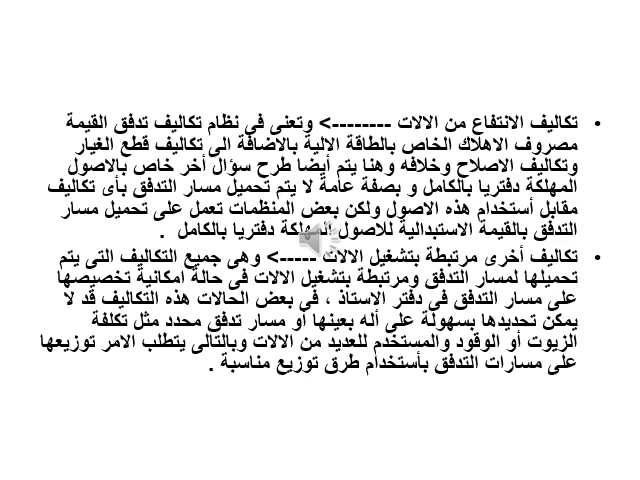 • تكاليف الانتفاع من الالات --------> وتعنى فى نظام تكاليف تدفق القيمة
مصروف الاهلاك الخاص بالطاقة الالية بالاضافة الى تكاليف قطع الغيار
وتكاليف الاصلاح وخلافه وهنا يتم أيضا طرح سؤال أخر خاص بالاصول
المهلكة دفتريا بالكامل و بصفة عامة لا يتم تحميل مسار التدفق بأى تكاليف
مقابل أستخدام هذه الاصول ولكن بعض المنظمات تعمل على تحميل مسار
التدفق بالقيمة الاستبدالية للاصول المهلكة دفتريا بالكامل .
• تكاليف أخرى مرتبطة بتشغيل الالات -----> وهى جميع التكاليف التى يتم
تحميلها لمسار التدفق ومرتبطة بتشغيل الالات فى حالة امكانية تخصيصها
على مسار التدفق فى دفتر الاستاذ ، فى بعض الحالات هذه التكاليف قد لا
يمكن تحديدها بسهولة على أله بعينها أو مسار تدفق محدد مثل تكلفة
الزيوت أو الوقود والمستخدم للعديد من الالات وبالتالى يتطلب الامر توزيعها
على مسارات التدفق بأستخدام طرق توزيع مناسبة .